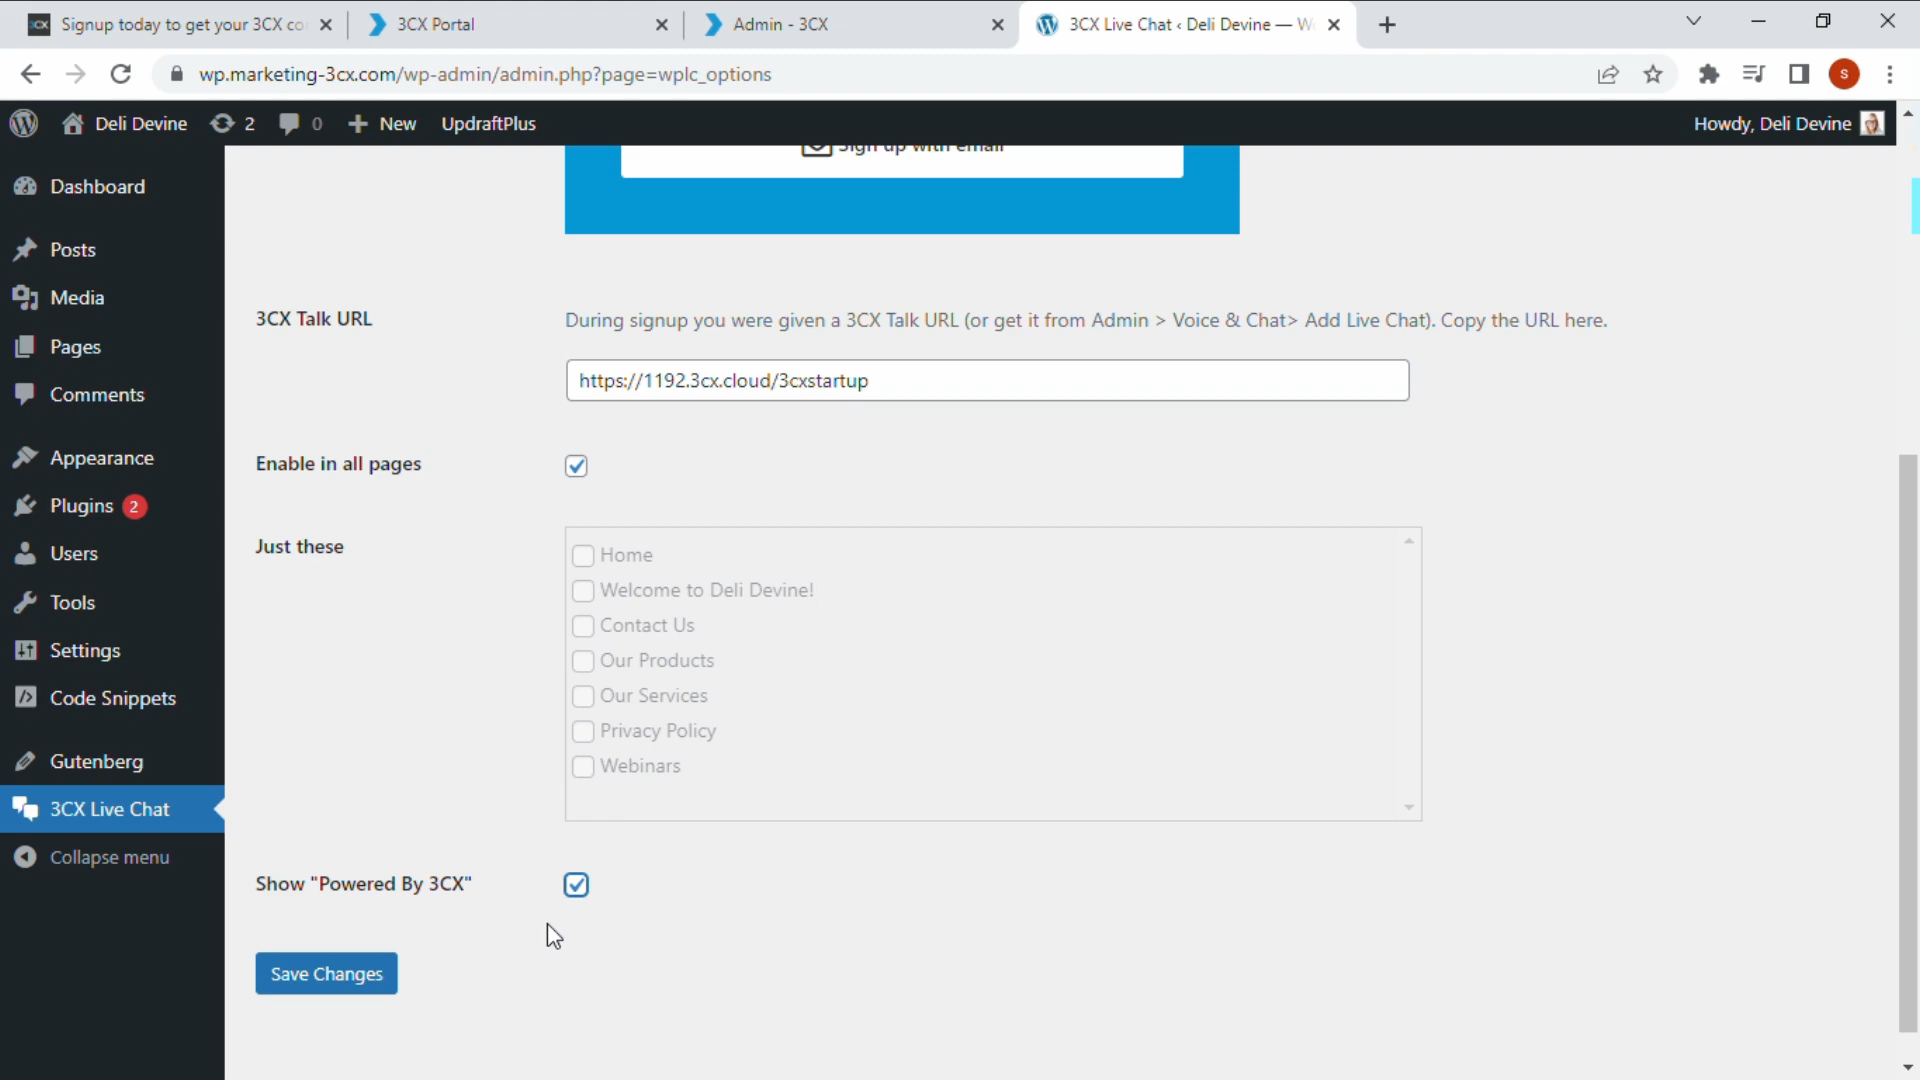 Signup today to get your 3CX co
3CX Portal
Admin - 3CX
3CX Live Chat ‹ Deli Devine — W
wp.marketing-3cx.com/wp-admin/admin.php?page=wplc_options
S
Deli Devine
2
0
New
UpdraftPlus
Howdy, Deli Devine
Dashboard
Posts
Media
Pages
Comments
Appearance
Plugins 2
Users
Tools
Settings
Code Snippets
Gutenberg
3CX Live Chat
Collapse menu
Sign up with email
3CX Talk URL
During signup you were given a 3CX Talk URL (or get it from Admin > Voice & Chat> Add Live Chat). Copy the URL here.
https://1192.3cx.cloud/3cxstartup
Enable in all pages
Just these
Home
Welcome to Deli Devine!
Contact Us
Our Products
Our Services
Privacy Policy
Webinars
Show "Powered By 3CX"
Save Changes